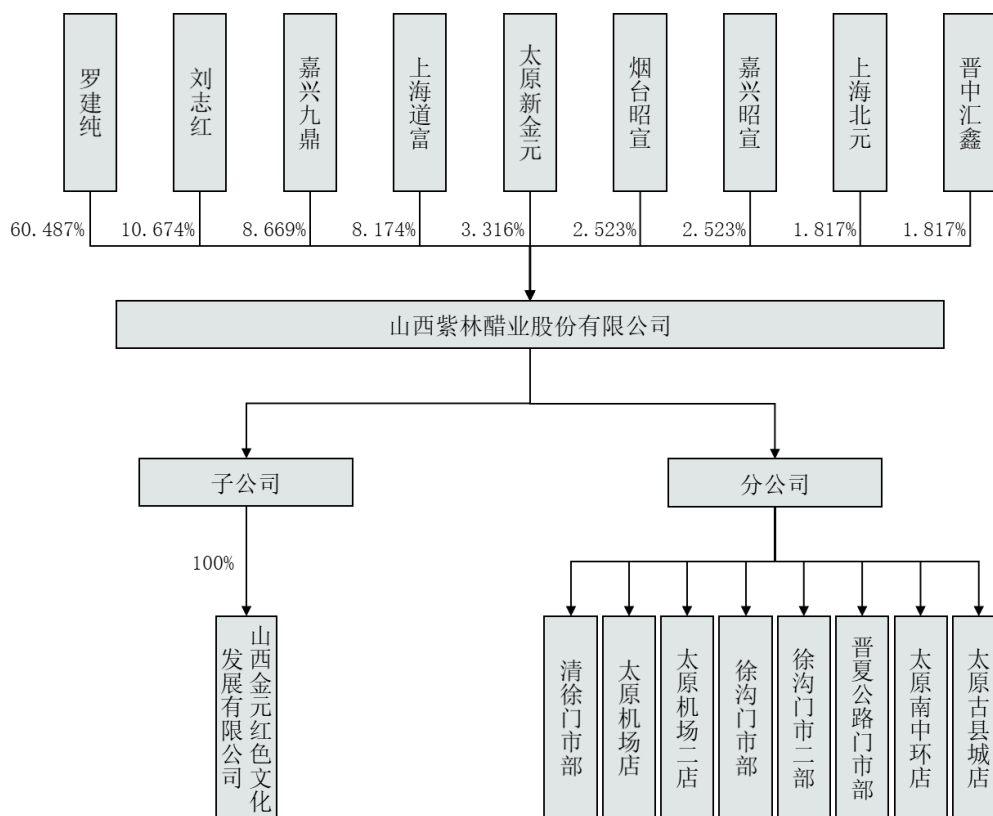 罗建纯
刘志红
嘉兴九鼎
上海道富
太原新金元
烟台昭宣
嘉兴昭宣
上海北元
晋中汇鑫
60.487%
10.674%
8.669%
8.174%
3.316%
2.523%
2.523%
1.817%
1.817%
山西紫林醋业股份有限公司
子公司
分公司
100%
山西金元红色文化
发展有限公司
清徐门市部
太原机场店
太原机场二店
徐沟门市部
徐沟门市二部
晋夏公路门市部
太原南中环店
太原古县城店